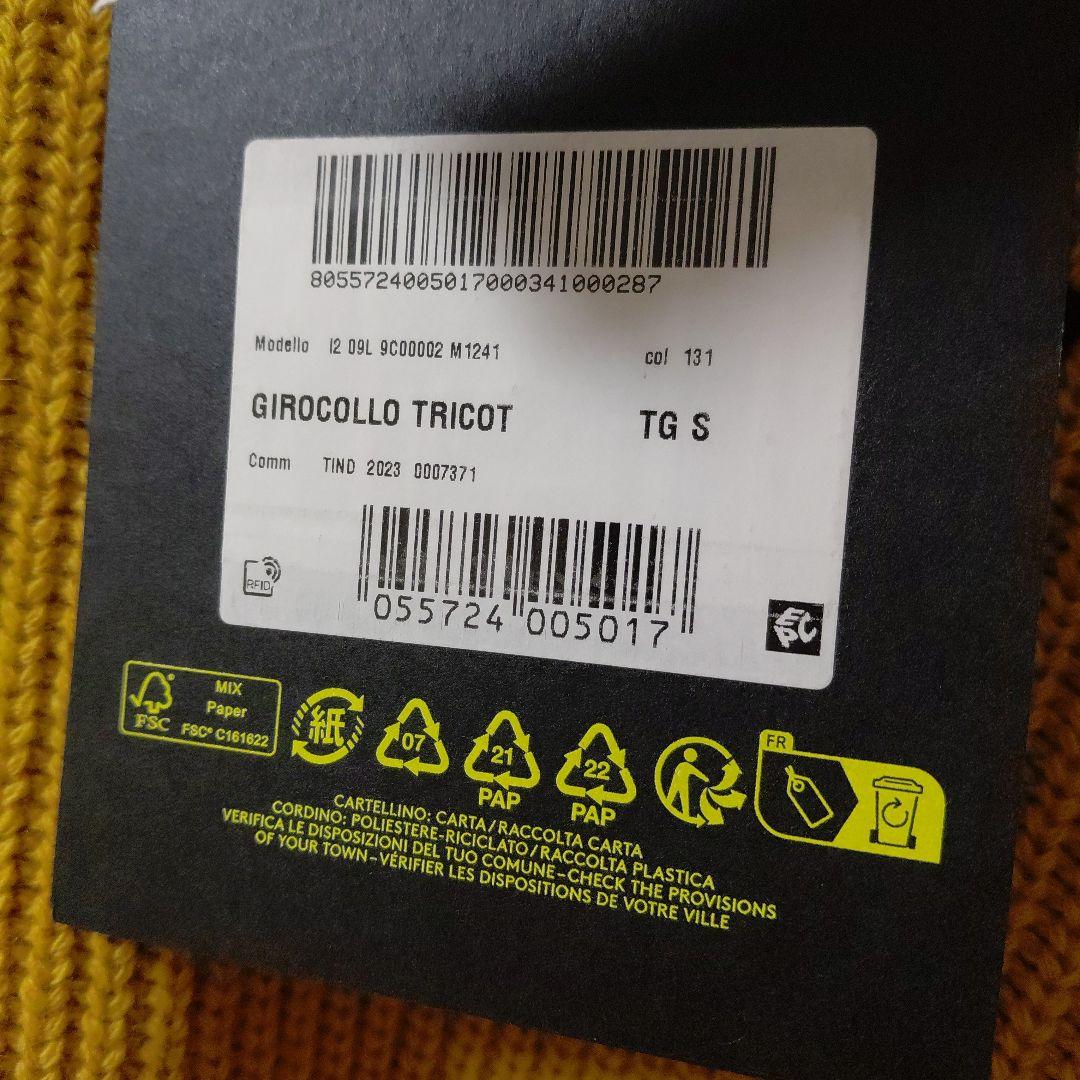 8055724005017000341000287
Modello I2 09L 9C00002 M1241 col 131
GIROCOLLO TRICOT TG S
Comm TIND 2023 0007371
RFID
055724 005017
EPC
FSC
MIX
Paper
FSC® C161622
紙
07
21
PAP
22
PAP
FR
CARTELLINO: CARTA/RACCOLTA CARTA
CORDINO: POLIESTERE-RICICLATO/RACCOLTA PLASTICA
VERIFICA LE DISPOSIZIONI DEL TUO COMUNE–CHECK THE PROVISIONS
OF YOUR TOWN–VÉRIFIER LES DISPOSITIONS DE VOTRE VILLE